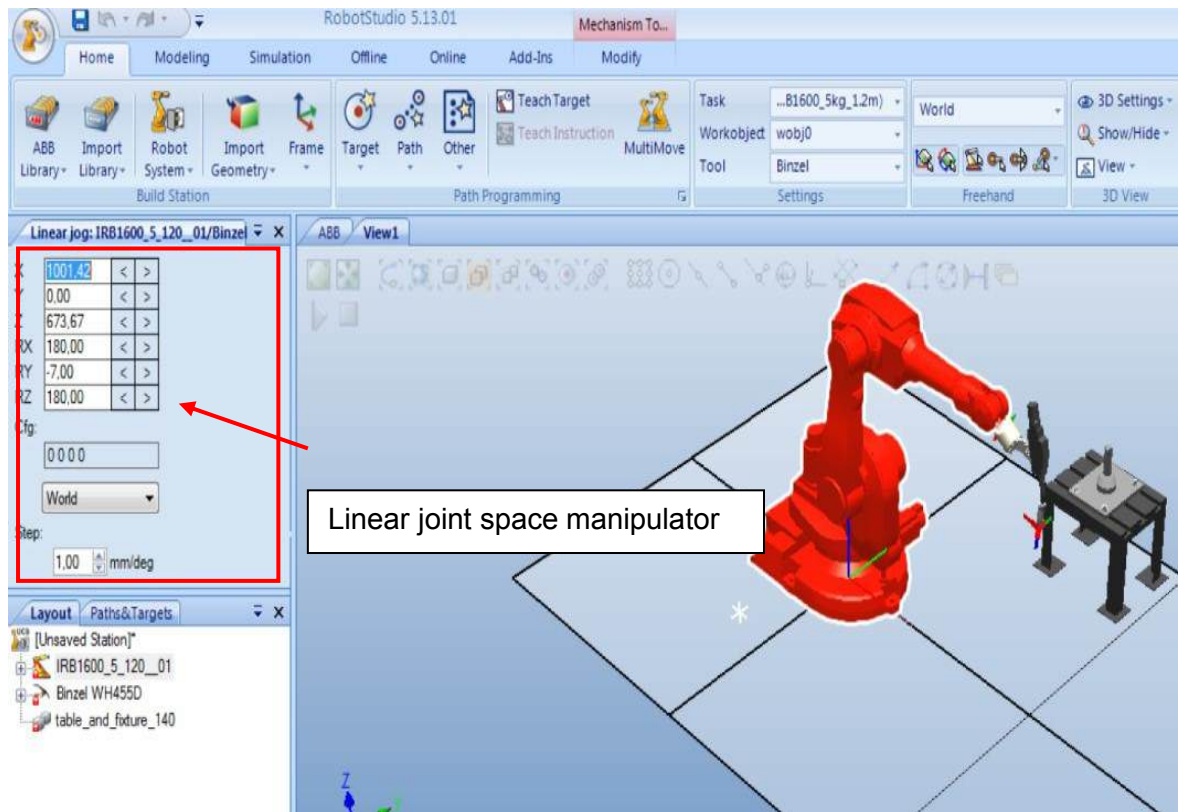 RobotStudio 5.13.01
Mechanism To...
Home Modeling Simulation Offline Online Add-Ins Modify
ABB Library
Import Library
Robot System
Import Geometry
Frame
Build Station
Target
Path
Other
Teach Target
Teach Instruction
MultiMove
Path Programming
Task ...B1600_5kg_1.2m)
Workobject wobj0
Tool Binzel
Settings
World
Freehand
3D Settings
Show/Hide
View
3D View
Linear jog: IRB1600_5_120__01/Binzel
X 1001,42 < >
Y 0,00 < >
Z 673,67 < >
RX 180,00 < >
RY -7,00 < >
RZ 180,00 < >
Cfg:
0 0 0 0
World
Step:
1,00 mm/deg
ABB View1
Linear joint space manipulator
Layout Paths&Targets
[Unsaved Station]*
IRB1600_5_120__01
Binzel WH455D
table_and_fixture_140
Z